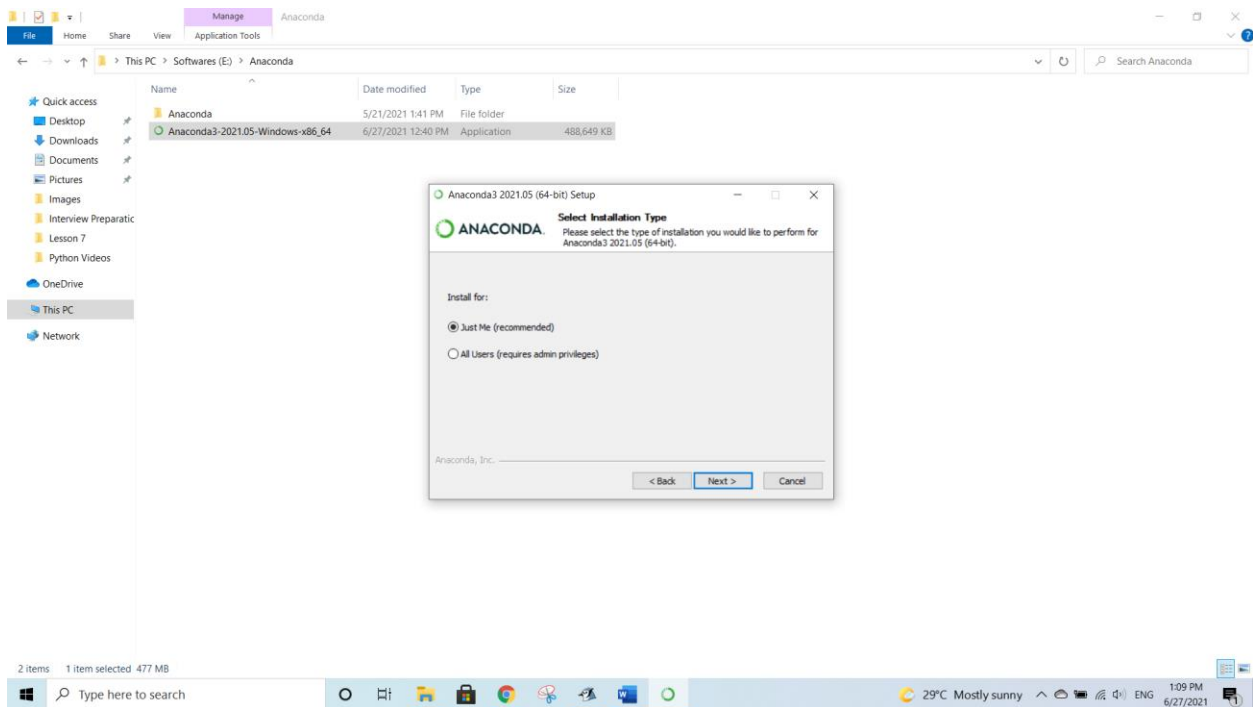 Manage
Anaconda
File Home Share View Application Tools
This PC > Softwares (E:) > Anaconda
Search Anaconda
Name Date modified Type Size
Quick access
Desktop
Downloads
Documents
Pictures
Images
Interview Preparatic
Lesson 7
Python Videos
OneDrive
This PC
Network
Anaconda 5/21/2021 1:41 PM File folder
Anaconda3-2021.05-Windows-x86_64 6/27/2021 12:40 PM Application 488,649 KB
Anaconda3 2021.05 (64-bit) Setup
ANACONDA.
Select Installation Type
Please select the type of installation you would like to perform for
Anaconda3 2021.05 (64-bit).
Install for:
Just Me (recommended)
All Users (requires admin privileges)
Anaconda, Inc.
< Back Next > Cancel
2 items 1 item selected 477 MB
Type here to search
29°C Mostly sunny ENG 1:09 PM
6/27/2021